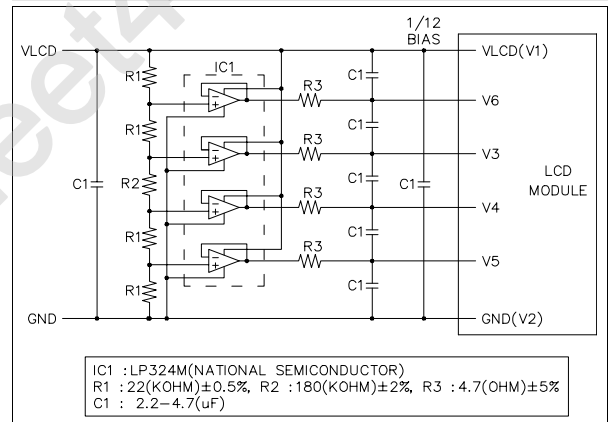 1/12
BIAS
VLCD
VLCD(V1)
IC1
R1
R3
C1
V6
R1
R3
C1
V3
C1
R2
R3
C1
C1
V4
LCD
MODULE
R1
R3
C1
V5
R1
C1
GND
GND(V2)
IC1 :LP324M(NATIONAL SEMICONDUCTOR)
R1 :22(KOHM)±0.5%, R2 :180(KOHM)±2%, R3 :4.7(OHM)±5%
C1 : 2.2-4.7(uF)